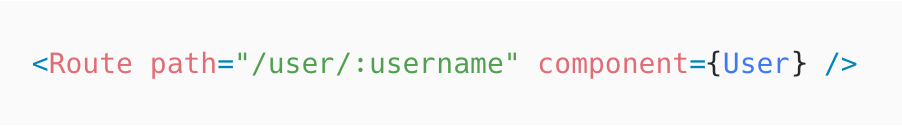 <Route path="/user/:username" component={User} />